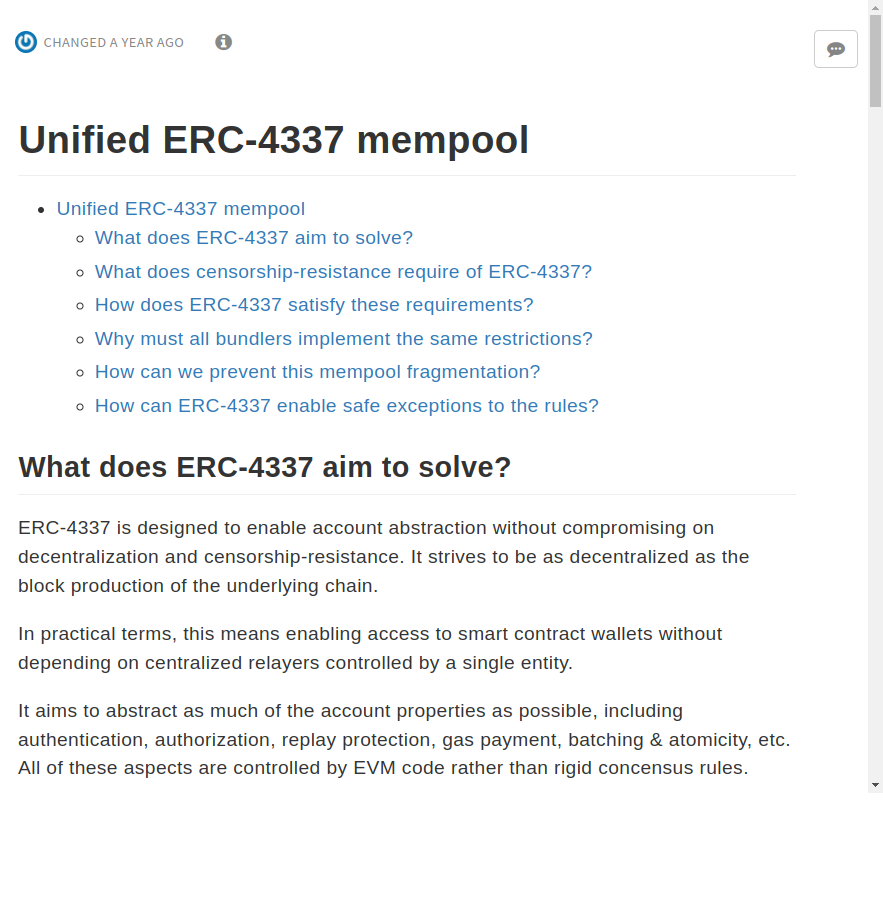 CHANGED A YEAR AGO
Unified ERC-4337 mempool
Unified ERC-4337 mempool
What does ERC-4337 aim to solve?
What does censorship-resistance require of ERC-4337?
How does ERC-4337 satisfy these requirements?
Why must all bundlers implement the same restrictions?
How can we prevent this mempool fragmentation?
How can ERC-4337 enable safe exceptions to the rules?
What does ERC-4337 aim to solve?
ERC-4337 is designed to enable account abstraction without compromising on
decentralization and censorship-resistance. It strives to be as decentralized as the
block production of the underlying chain.
In practical terms, this means enabling access to smart contract wallets without
depending on centralized relayers controlled by a single entity.
It aims to abstract as much of the account properties as possible, including
authentication, authorization, replay protection, gas payment, batching & atomicity, etc.
All of these aspects are controlled by EVM code rather than rigid concensus rules.